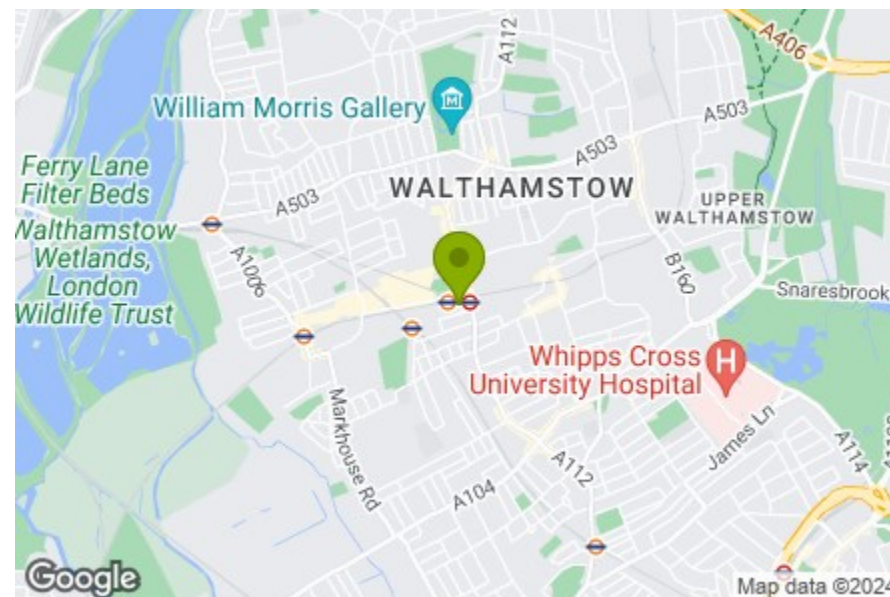 A406
A112
William Morris Gallery
A503
A503
Ferry Lane
Filter Beds
WALTHAMSTOW
A503
UPPER
WALTHAMSTOW
Walthamstow
Wetlands,
London
Wildlife Trust
A1006
B160
Snaresbrook
Whipps Cross
University Hospital
H
Markhouse Rd
James Ln
A112
A114
A104
Google
Map data ©2024